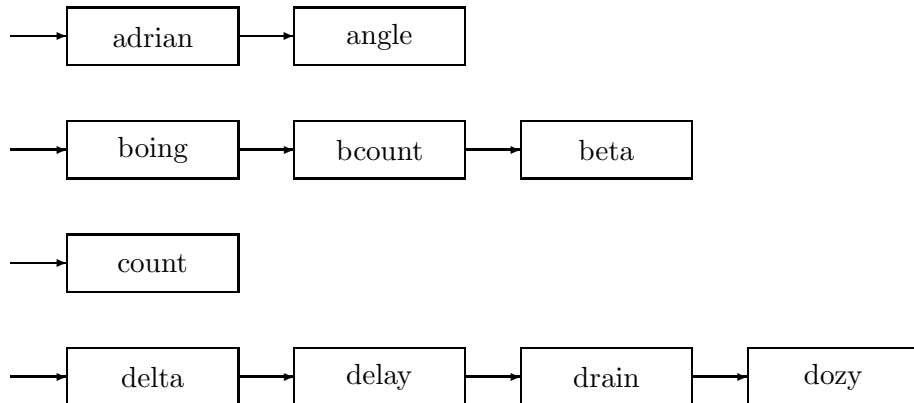 adrian angle
boing bcount beta
count
delta delay drain dozy